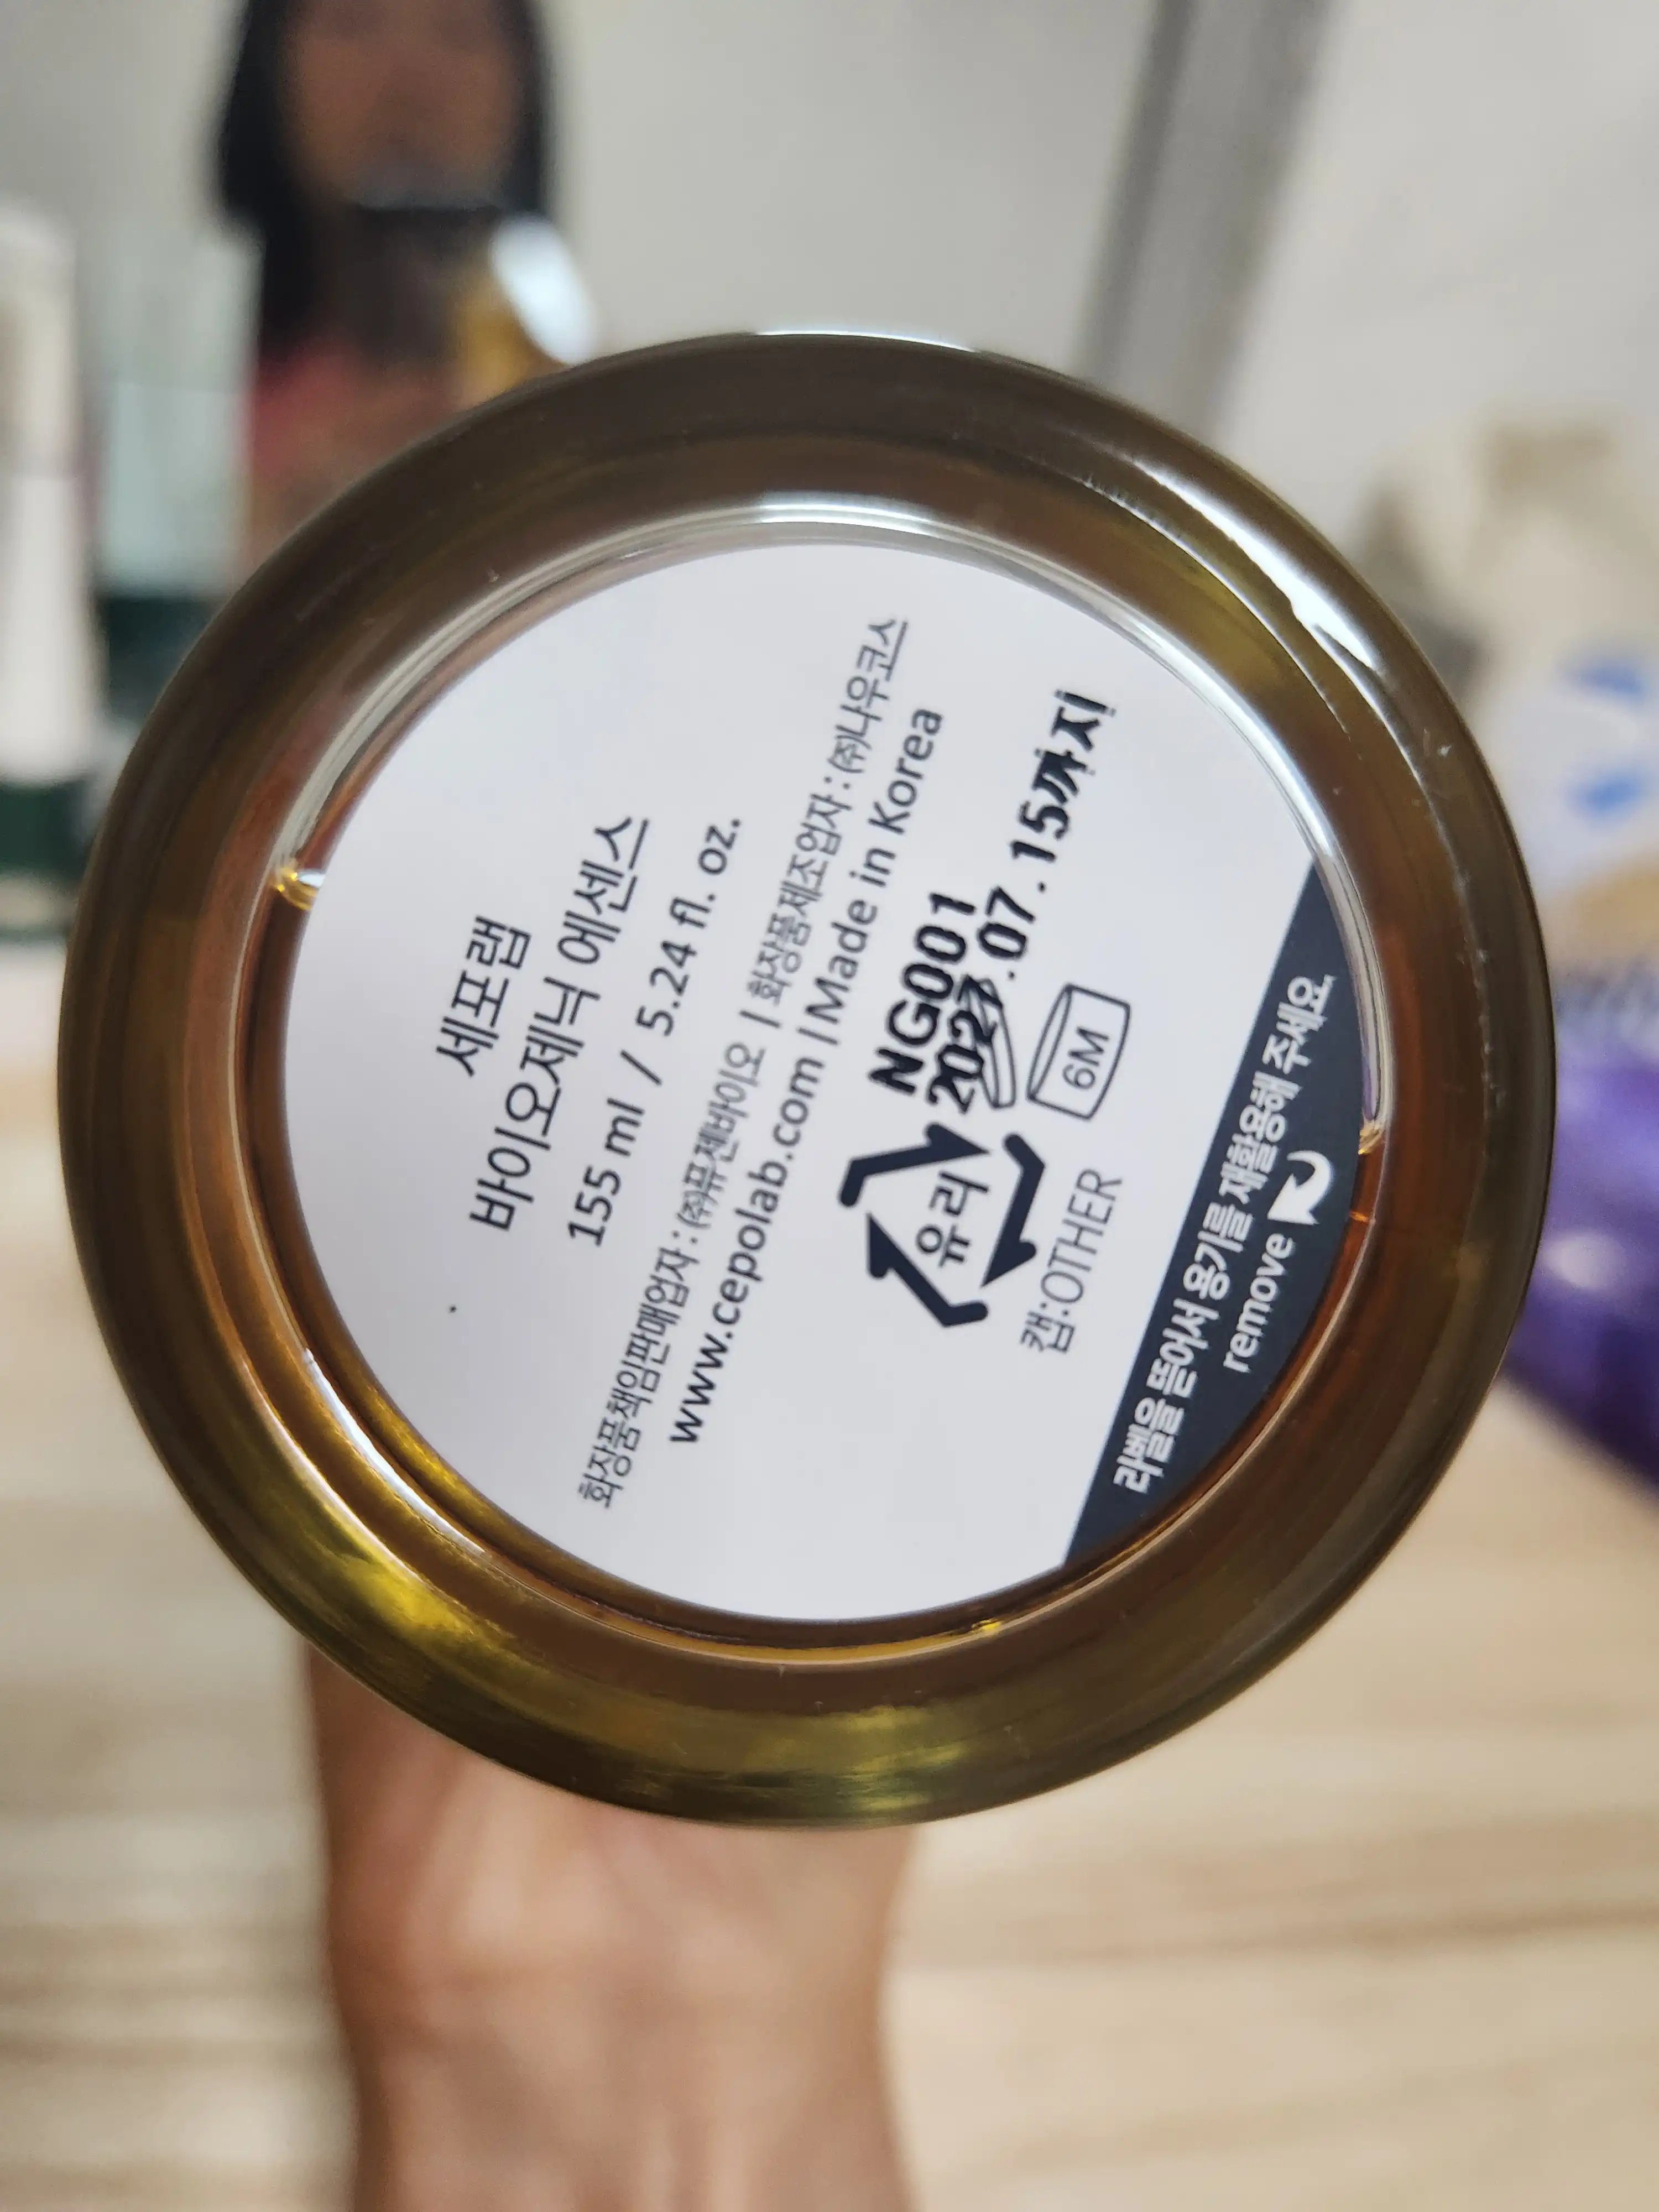 세포랩
바이오제닉 에센스
155 ml / 5.24 fl. oz.
화장품책임판매업자 : (주)퓨젠바이오 | 화장품제조업자 : (주)나우코스
www.cepolab.com | Made in Korea
NG001
2027.07.15까지
유리
6M
캡:OTHER
라벨을 뜯어서 용기를 재활용해 주세요.
remove